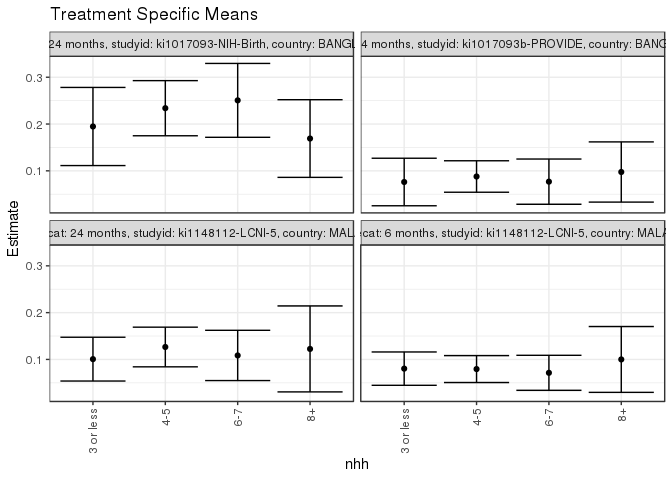 Treatment Specific Means
24 months, studyid: ki1017093-NIH-Birth, country: BANGL
4 months, studyid: ki1017093b-PROVIDE, country: BANG
0.3
0.2
0.1
cat: 24 months, studyid: ki1148112-LCNI-5, country: MALA
cat: 6 months, studyid: ki1148112-LCNI-5, country: MALA
0.3
0.2
0.1
Estimate
3 or less
4-5
6-7
8+
3 or less
4-5
6-7
8+
nhh